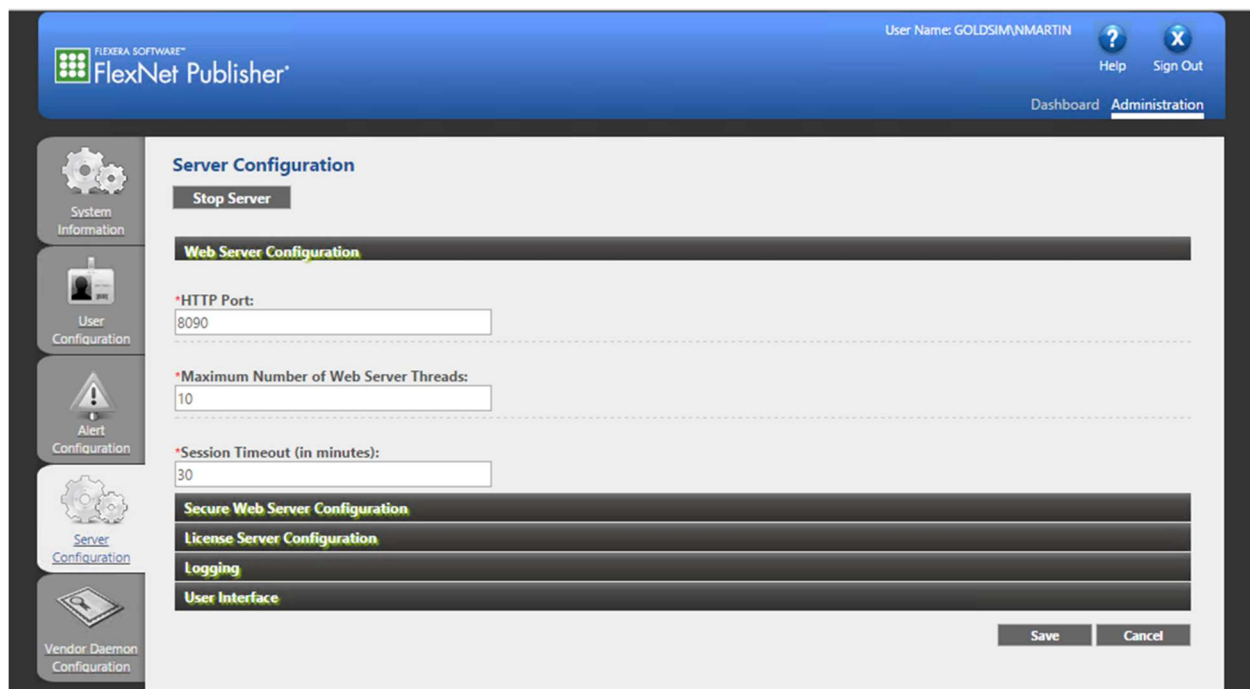 User Name: GOLDSIM\NMARTIN
FLEXERA SOFTWARE™
FlexNet Publisher®
?
X
Help
Sign Out
Dashboard
Administration
System
Information
User
Configuration
Alert
Configuration
Server
Configuration
Vendor Daemon
Configuration
Server Configuration
Stop Server
Web Server Configuration
*HTTP Port:
8090
*Maximum Number of Web Server Threads:
10
*Session Timeout (in minutes):
30
Secure Web Server Configuration
License Server Configuration
Logging
User Interface
Save
Cancel